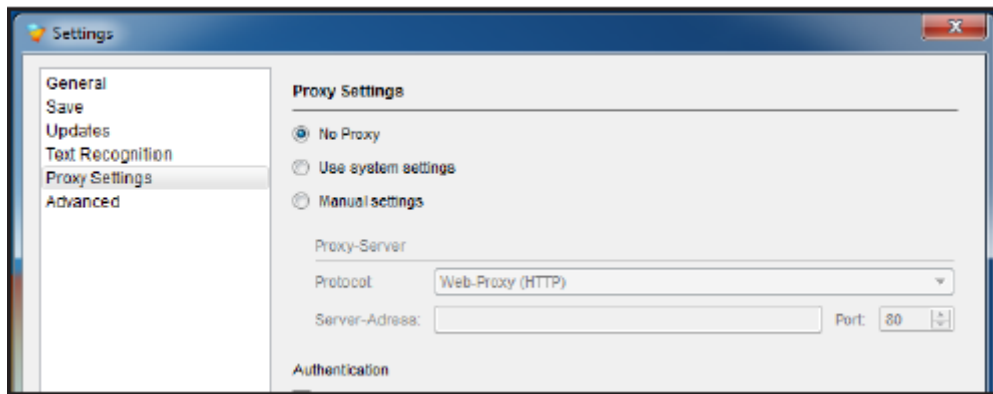 Settings
General
Save
Updates
Text Recognition
Proxy Settings
Advanced
Proxy Settings
No Proxy
Use system settings
Manual settings
Proxy-Server
Protocol: Web-Proxy (HTTP)
Server-Adress: Port: 80
Authentication